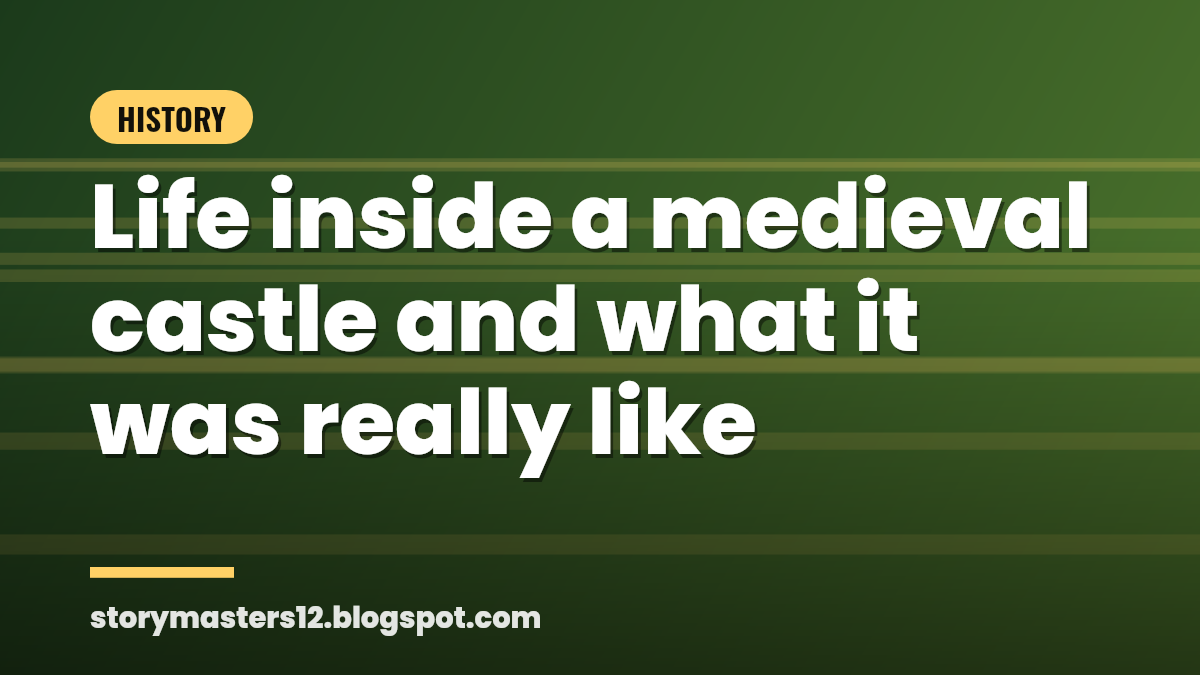 HISTORY
Life inside a medieval
castle and what it
was really like
storymasters12.blogspot.com